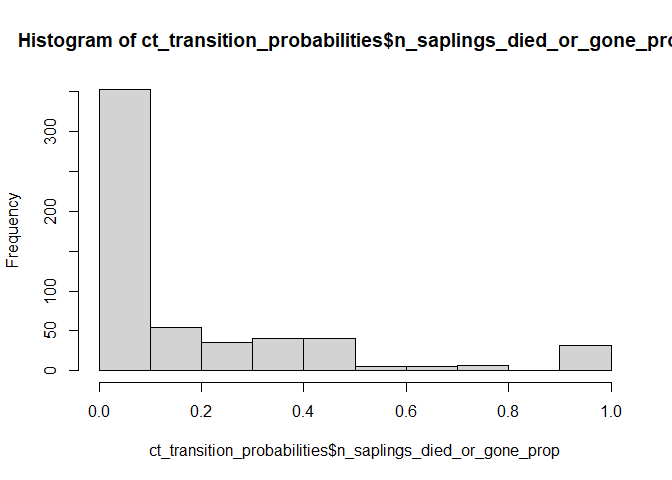 Histogram of ct_transition_probabilities$n_saplings_died_or_gone_pro
Frequency
0
50
100
200
300
0.0 0.2 0.4 0.6 0.8 1.0
ct_transition_probabilities$n_saplings_died_or_gone_prop